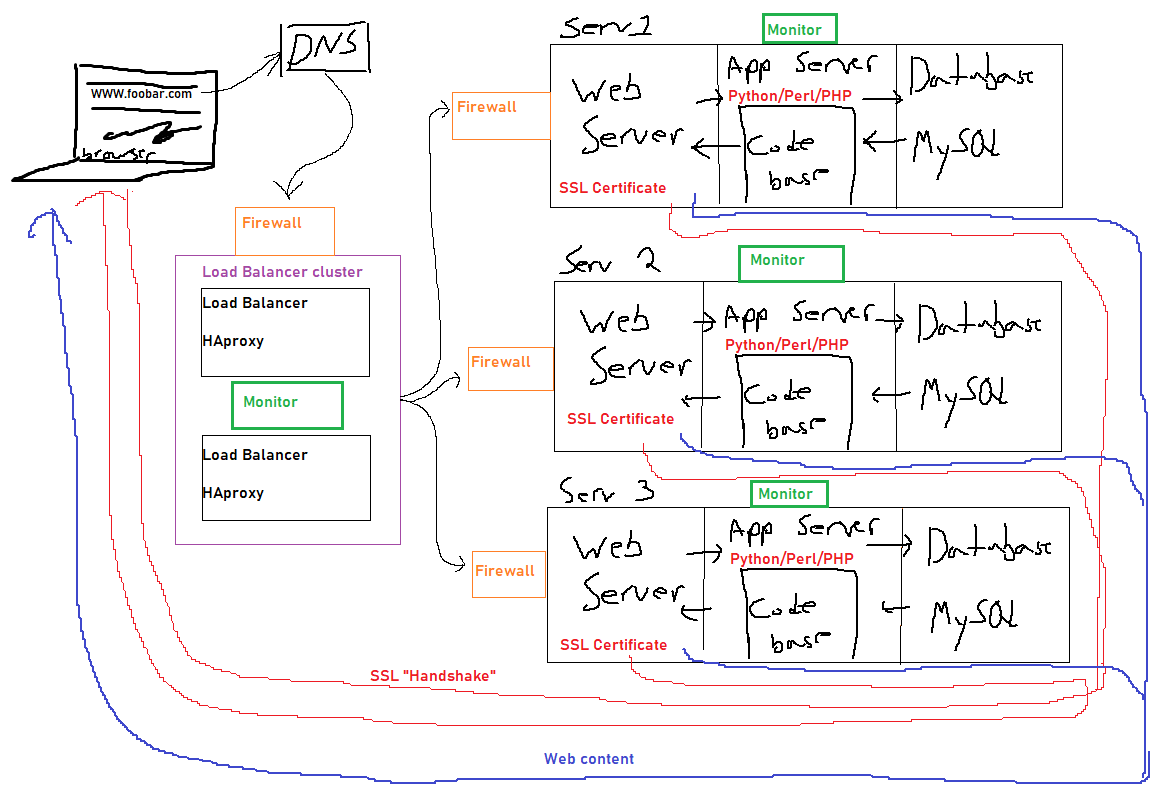 DNS
www.foobar.com
browser
Firewall
Load Balancer cluster
Load Balancer
HAproxy
Monitor
Load Balancer
HAproxy
Serv 1
Monitor
Firewall
Web
Server
SSL Certificate
App Server
Python/Perl/PHP
Code
base
Database
MySQL
Serv 2
Monitor
Firewall
Web
Server
SSL Certificate
App Server
Python/Perl/PHP
Code
base
Database
MySQL
Serv 3
Monitor
Firewall
Web
Server
SSL Certificate
App Server
Python/Perl/PHP
Code
base
Database
MySQL
SSL "Handshake"
Web content